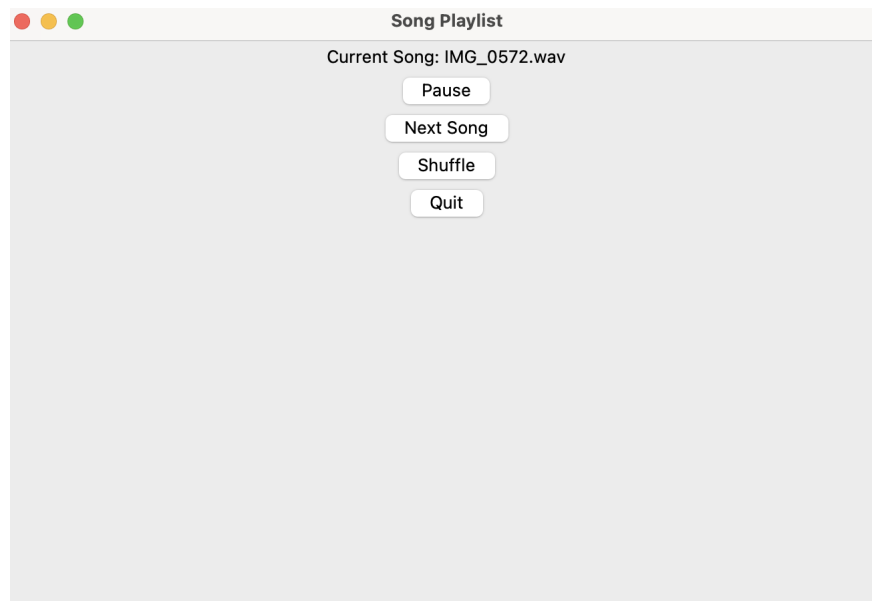 Song Playlist
Current Song: IMG_0572.wav
Pause
Next Song
Shuffle
Quit